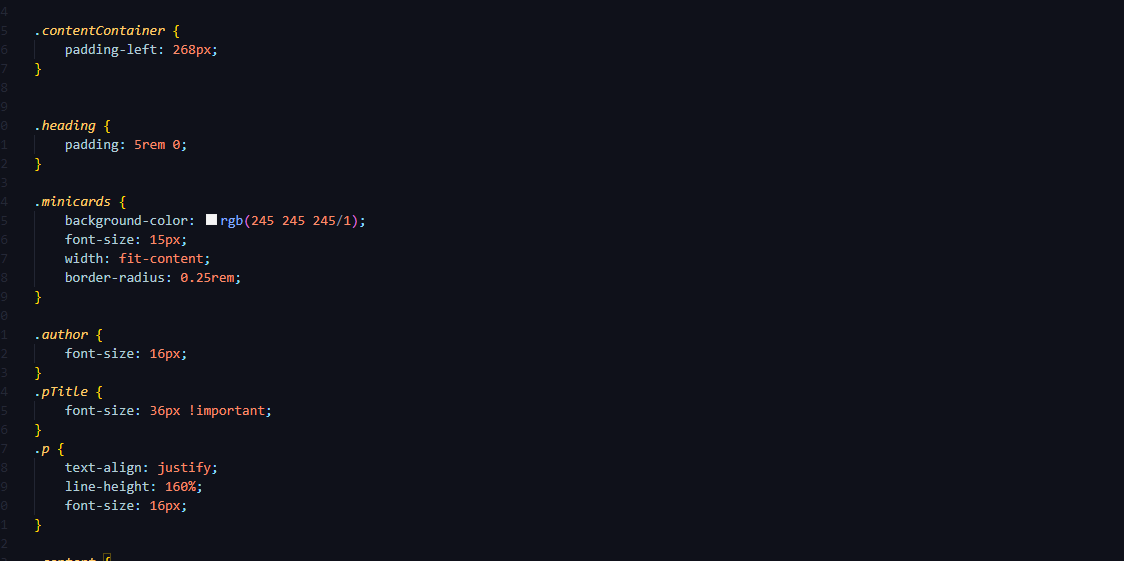 4
5 .contentContainer {
6 padding-left: 268px;
7 }
8
9
0 .heading {
1 padding: 5rem 0;
2 }
3
4 .minicards {
5 background-color: rgb(245 245 245/1);
6 font-size: 15px;
7 width: fit-content;
8 border-radius: 0.25rem;
9 }
0
1 .author {
2 font-size: 16px;
3 }
4 .pTitle {
5 font-size: 36px !important;
6 }
7 .p {
8 text-align: justify;
9 line-height: 160%;
0 font-size: 16px;
1 }
2
.content {